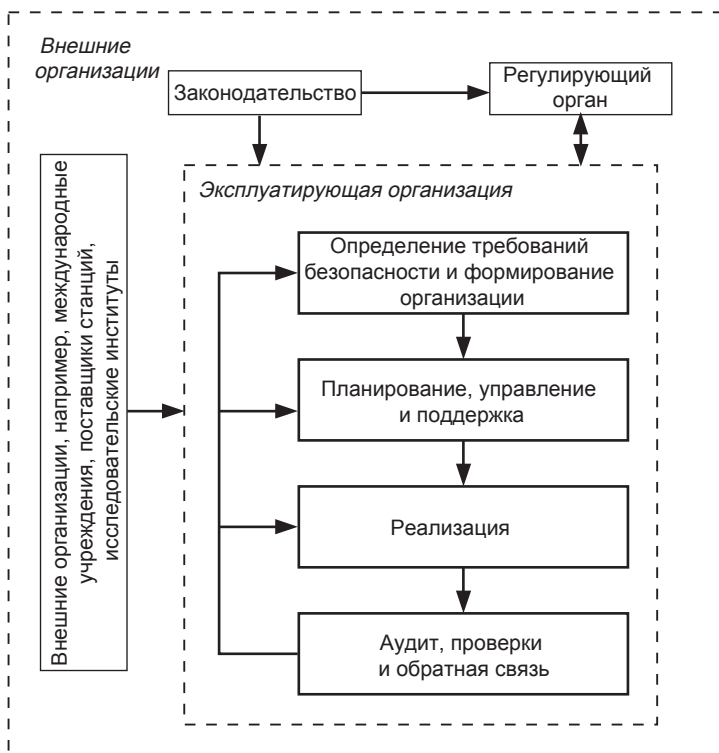 Внешние
организации
Законодательство
Регулирующий
орган
Внешние организации, например, международные
учреждения, поставщики станций,
исследовательские институты
Эксплуатирующая организация
Определение требований
безопасности и формирование
организации
Планирование, управление
и поддержка
Реализация
Аудит, проверки
и обратная связь